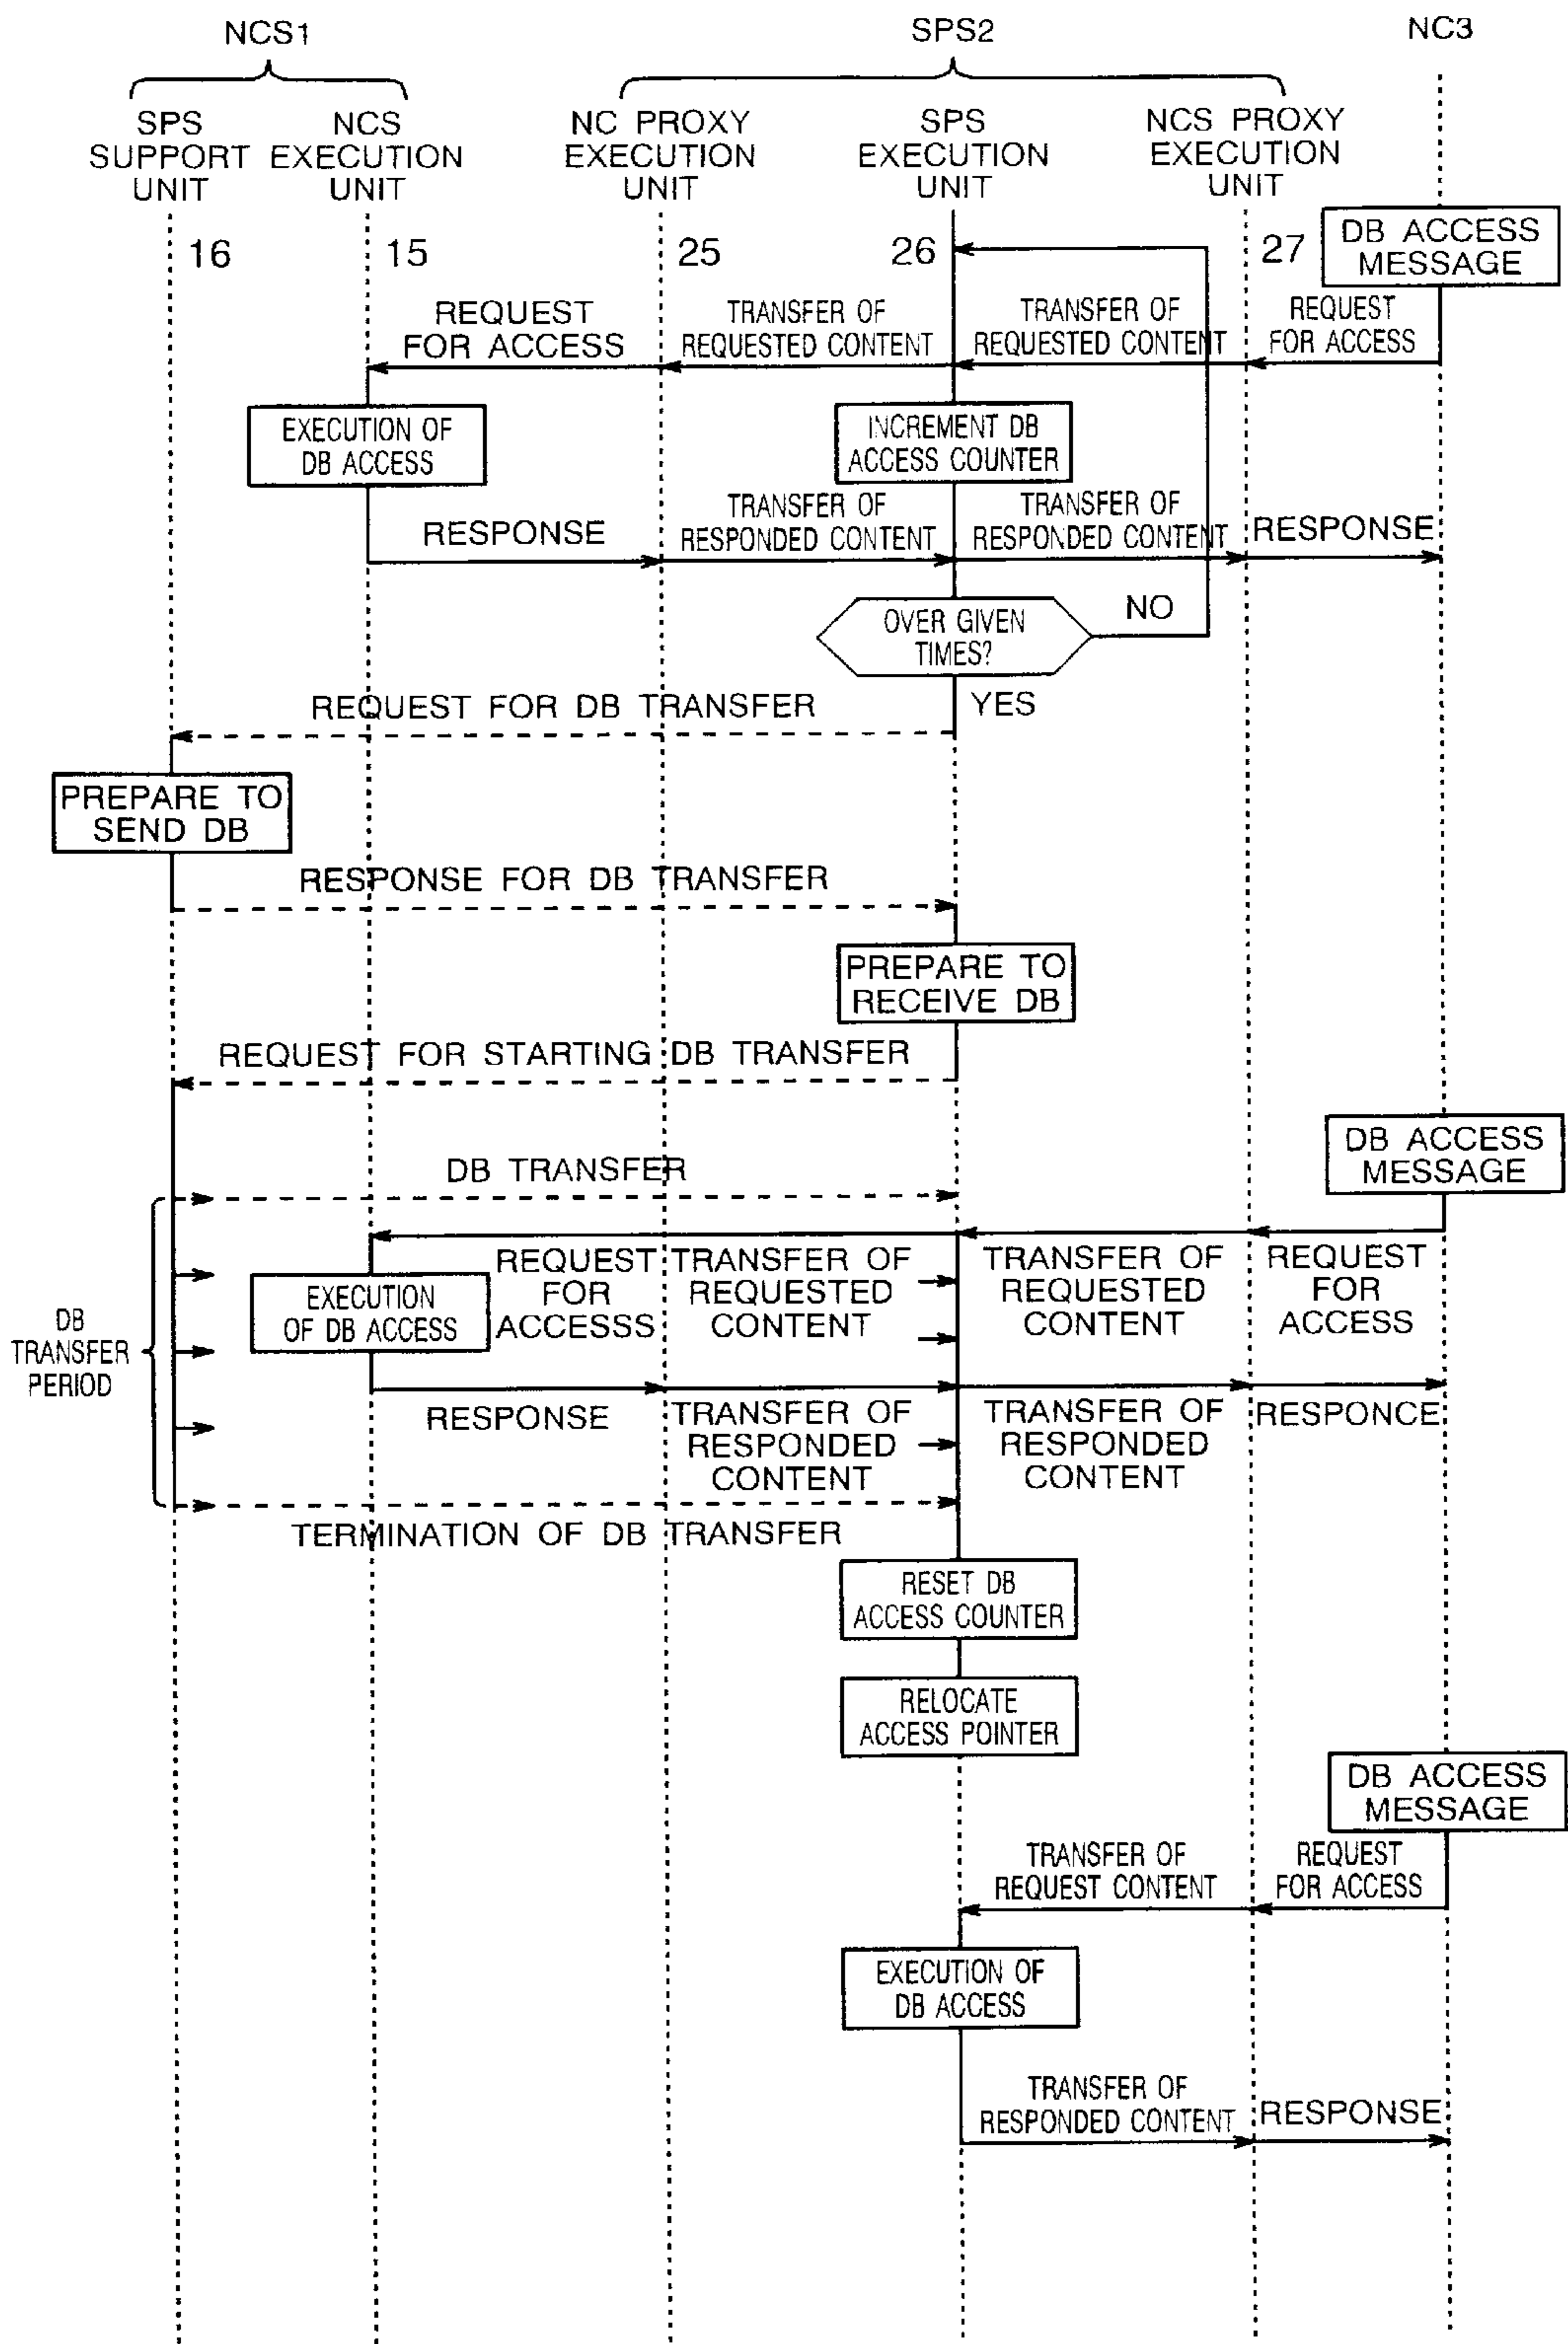 NCS1
SPS2
NC3
SPS
SUPPORT
UNIT
NCS
EXECUTION
UNIT
NC PROXY
EXECUTION
UNIT
SPS
EXECUTION
UNIT
NCS PROXY
EXECUTION
UNIT
16
15
25
26
27
DB ACCESS
MESSAGE
REQUEST
FOR ACCESS
TRANSFER OF
REQUESTED CONTENT
TRANSFER OF
REQUESTED CONTENT
REQUEST
FOR ACCESS
EXECUTION OF
DB ACCESS
INCREMENT DB
ACCESS COUNTER
RESPONSE
TRANSFER OF
RESPONDED CONTENT
TRANSFER OF
RESPONDED CONTENT
RESPONSE
OVER GIVEN
TIMES?
NO
YES
REQUEST FOR DB TRANSFER
PREPARE TO
SEND DB
RESPONSE FOR DB TRANSFER
PREPARE TO
RECEIVE DB
REQUEST FOR STARTING DB TRANSFER
DB ACCESS
MESSAGE
DB TRANSFER
REQUEST
FOR
ACCESSS
TRANSFER OF
REQUESTED
CONTENT
TRANSFER OF
REQUESTED
CONTENT
REQUEST
FOR
ACCESS
EXECUTION
OF DB ACCESS
DB
TRANSFER
PERIOD
RESPONSE
TRANSFER OF
RESPONDED
CONTENT
TRANSFER OF
RESPONDED
CONTENT
RESPONCE
TERMINATION OF DB TRANSFER
RESET DB
ACCESS COUNTER
RELOCATE
ACCESS POINTER
DB ACCESS
MESSAGE
TRANSFER OF
REQUEST CONTENT
REQUEST
FOR ACCESS
EXECUTION OF
DB ACCESS
TRANSFER OF
RESPONDED CONTENT
RESPONSE